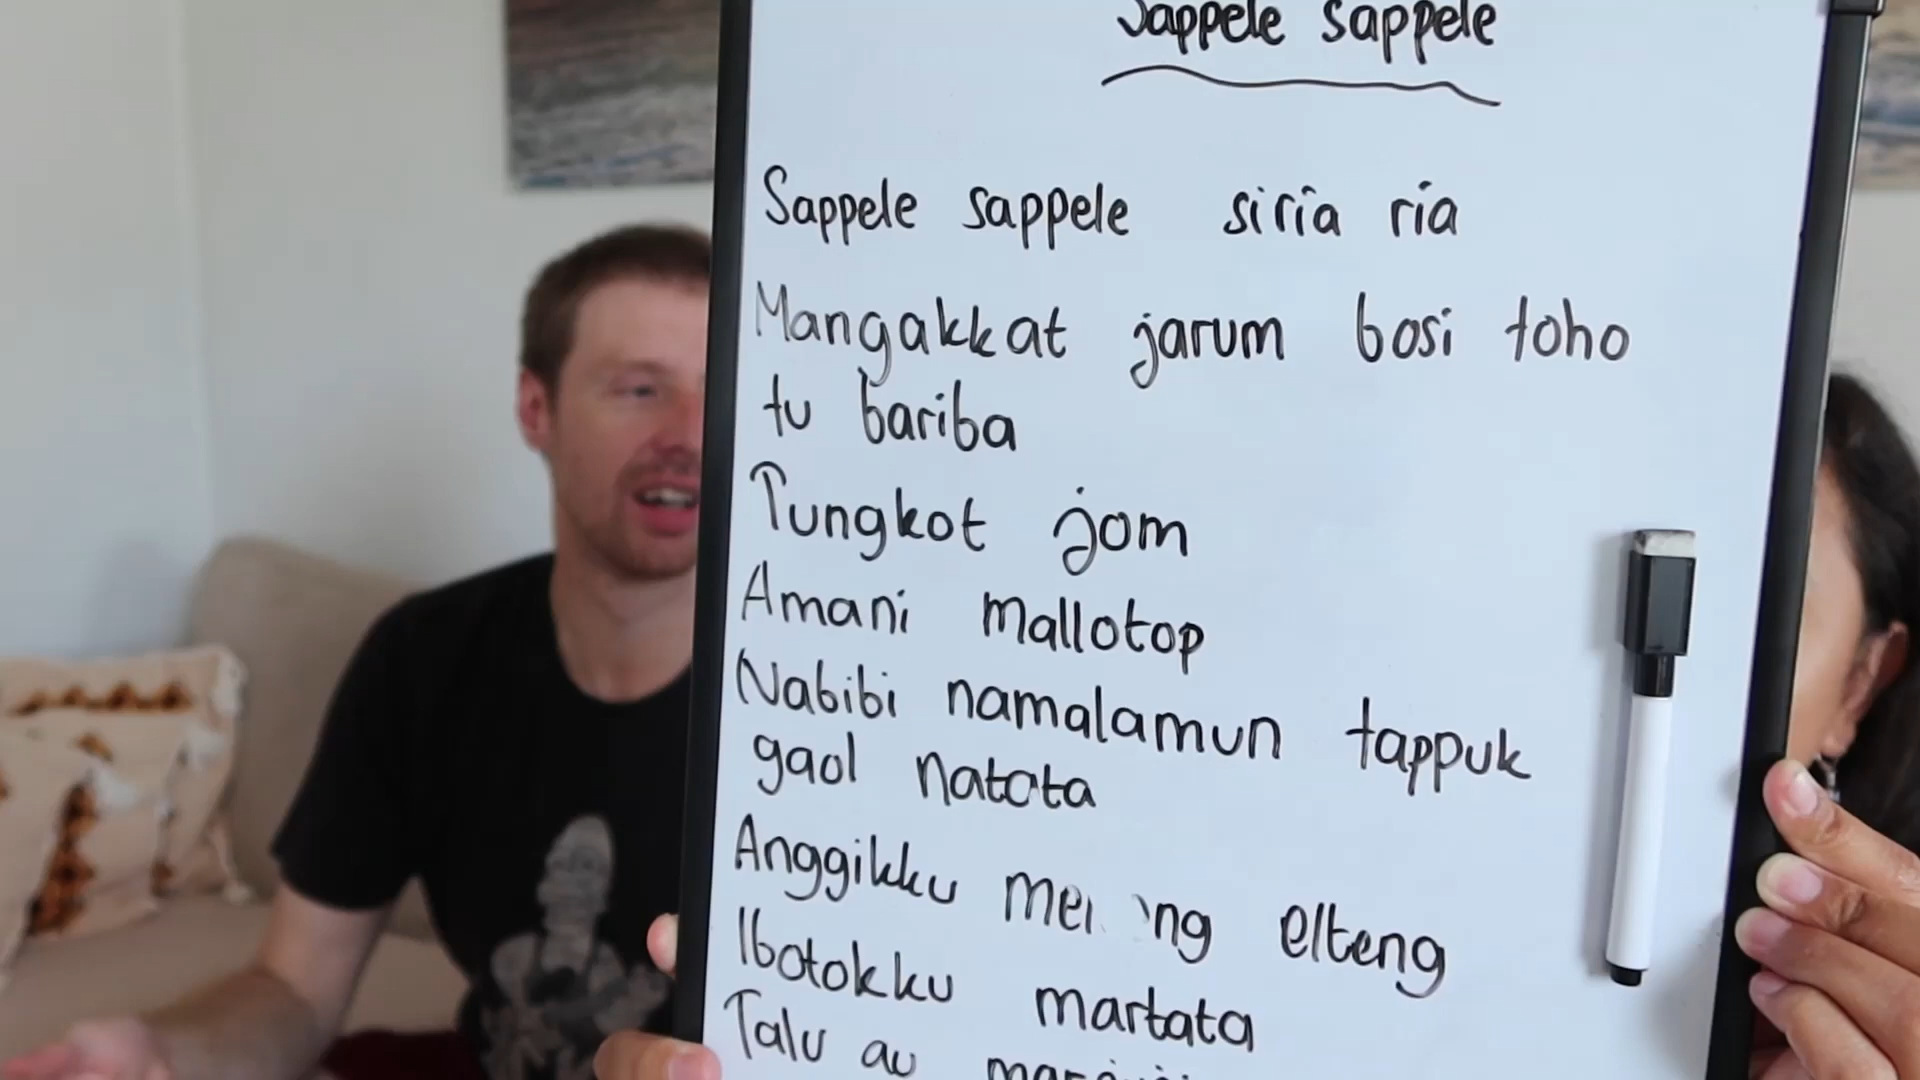 Sappele sappele
Sappele sappele siria ria
Mangakkat jarum bosi toho
tu bariba
Tungkot jom
Amani mallotop
Nabibi namalamun tappuk
gaol natata
Anggikku elteng
Ibotokku martata
Talu au